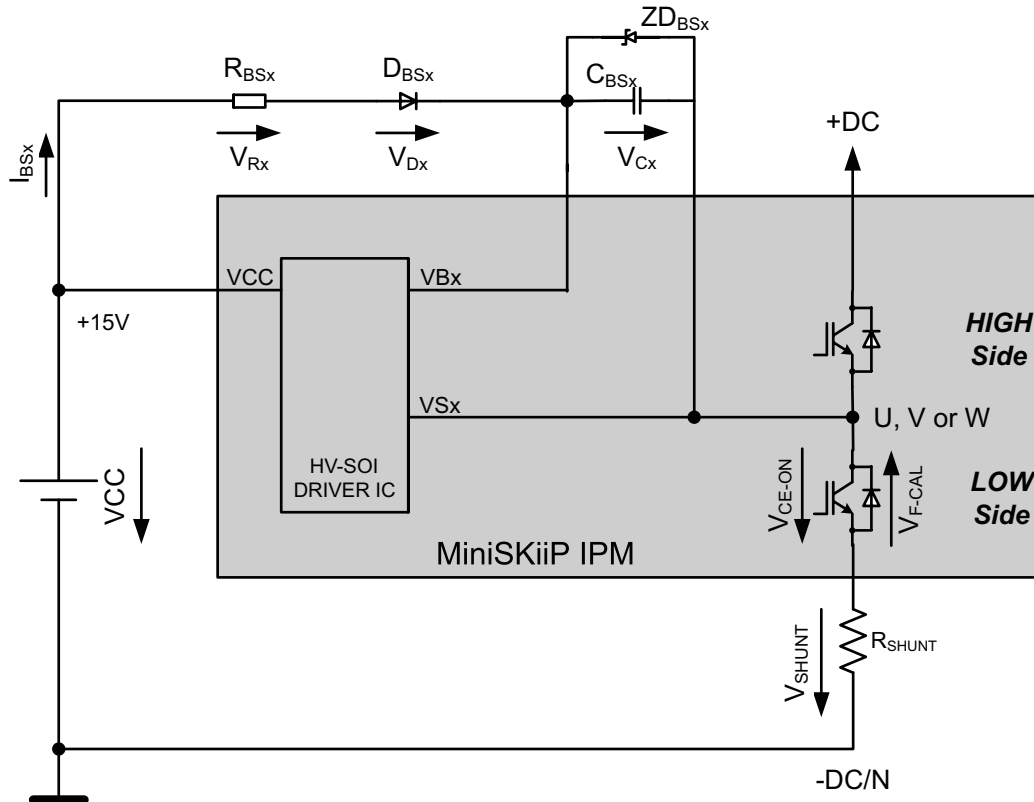 ZD_BSx
R_BSx
D_BSx
C_BSx
V_Rx
V_Dx
V_Cx
I_BSx
+DC
VCC
VBx
+15V
HIGH
Side
VSx
U, V or W
HV-SOI
DRIVER IC
VCC
V_CE-ON
V_F-CAL
LOW
Side
MiniSKiiP IPM
V_SHUNT
R_SHUNT
-DC/N